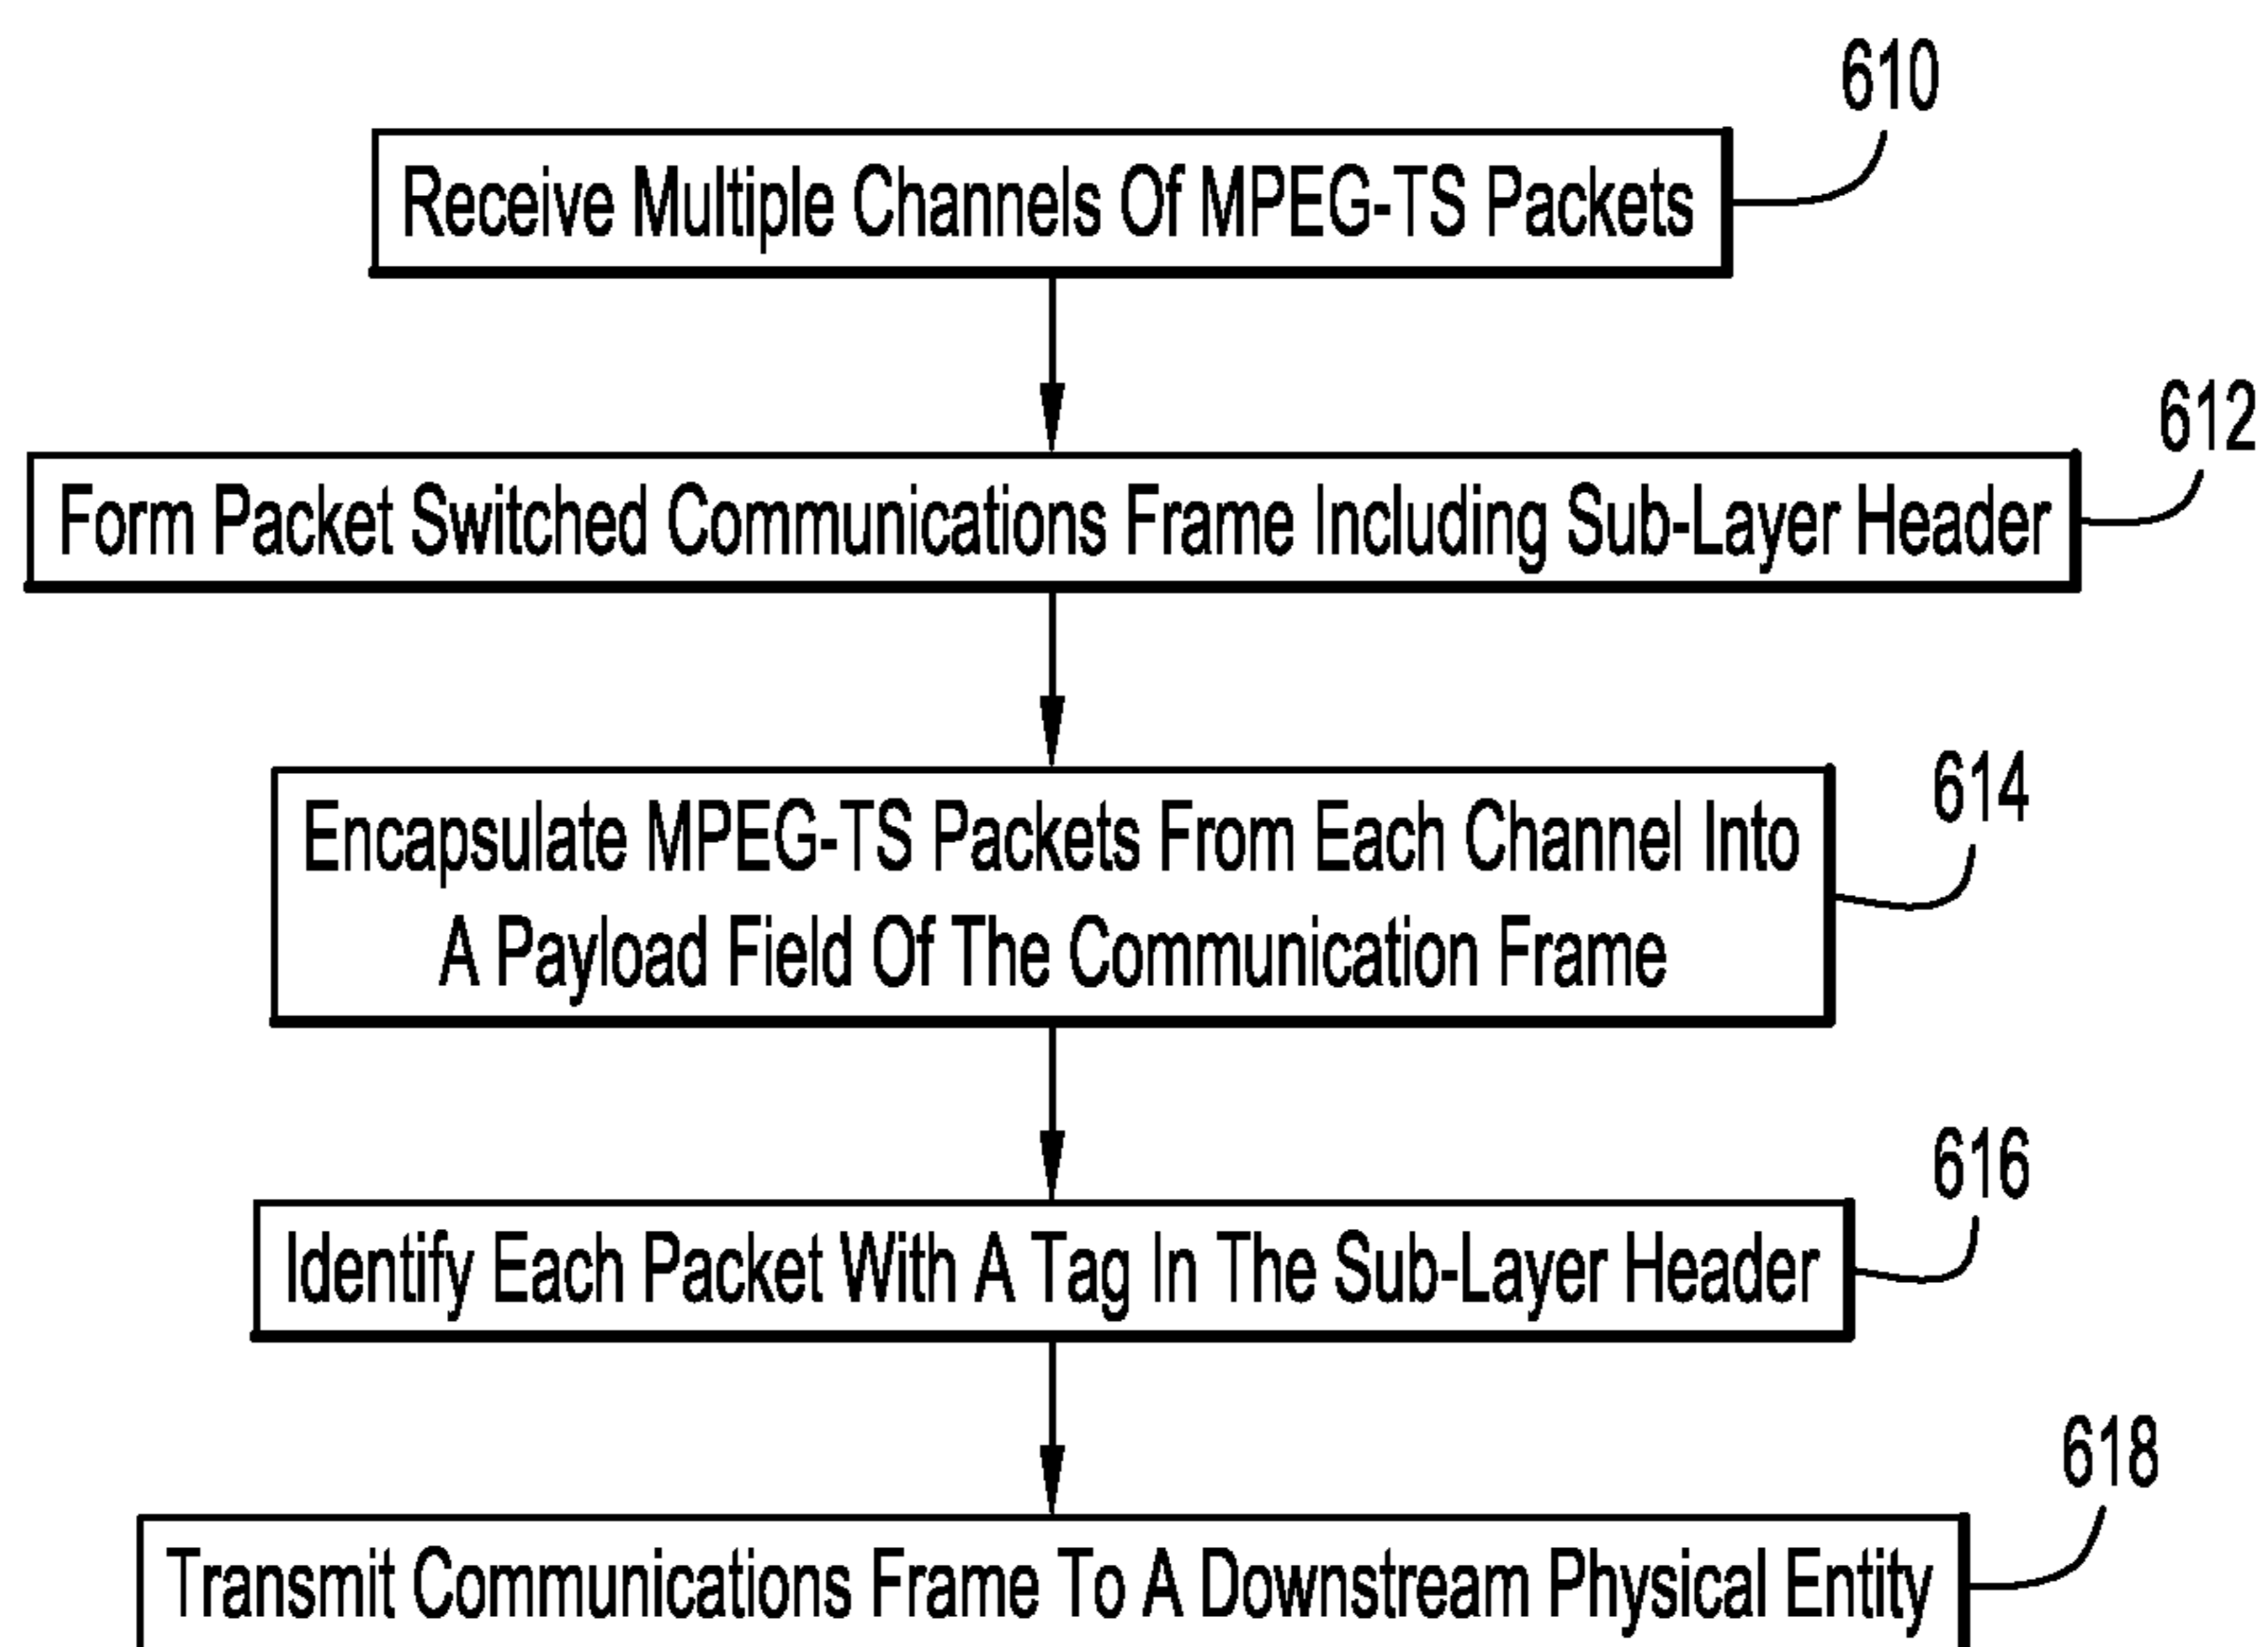 610
Receive Multiple Channels Of MPEG-TS Packets
612
Form Packet Switched Communications Frame Including Sub-Layer Header
614
Encapsulate MPEG-TS Packets From Each Channel Into
A Payload Field Of The Communication Frame
616
Identify Each Packet With A Tag In The Sub-Layer Header
618
Transmit Communications Frame To A Downstream Physical Entity